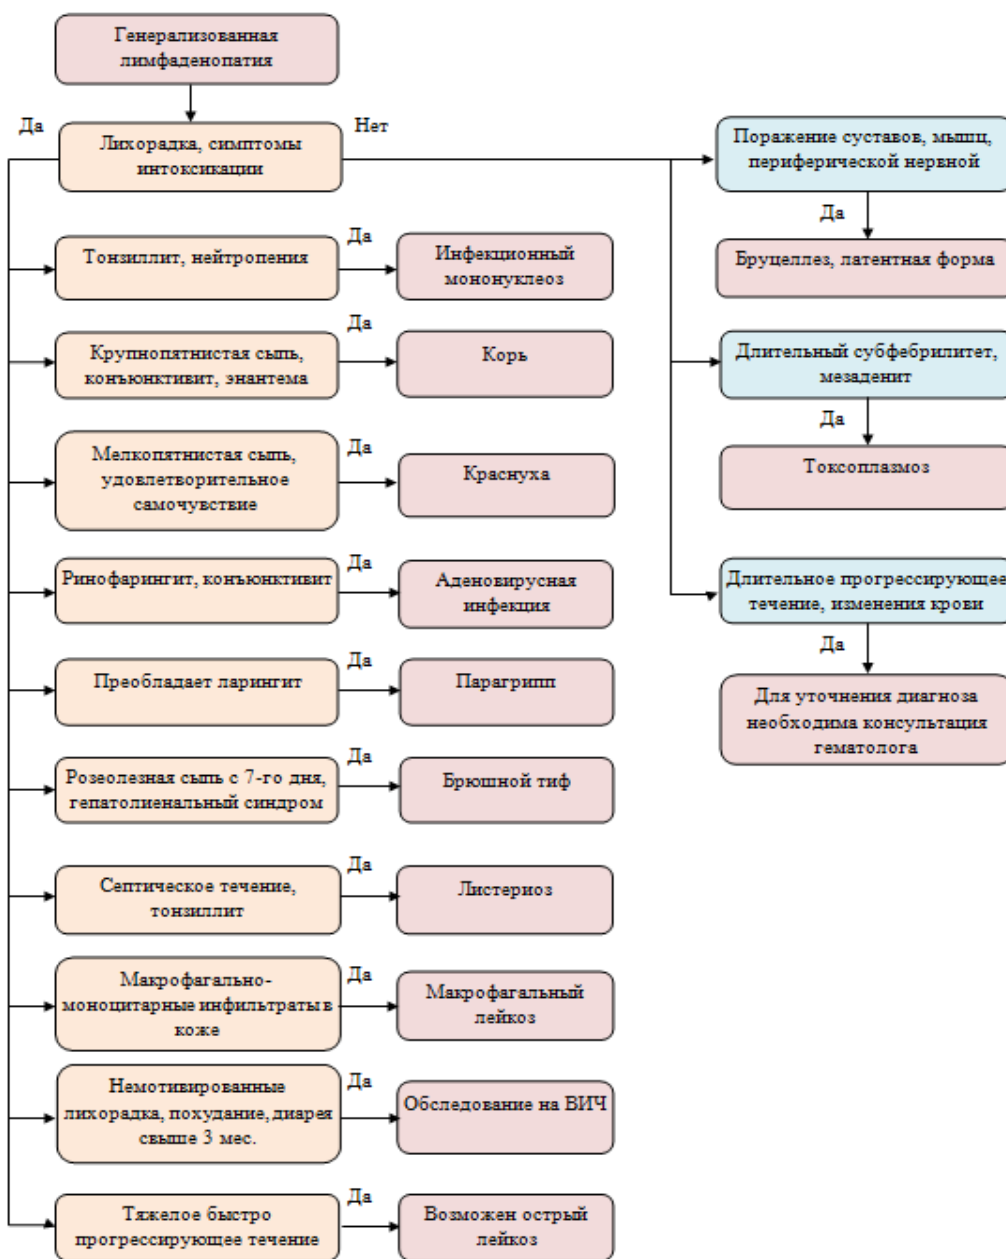 Генерализованная
лимфаденопатия
Да
Лихорадка, симптомы
интоксикации
Нет
Тонзиллит, нейтропения
Да
Инфекционный
мононуклеоз
Крупнопятнистая сыпь,
конъюнктивит, энантема
Да
Корь
Мелкопятнистая сыпь,
удовлетворительное
самочувствие
Да
Краснуха
Ринофарингит, конъюнктивит
Да
Аденовирусная
инфекция
Преобладает ларингит
Да
Парагрипп
Розеолезная сыпь с 7-го дня,
гепатолиенальный синдром
Да
Брюшной тиф
Септическое течение,
тонзиллит
Да
Листериоз
Макрофагально-
моноцитарные инфильтраты в
коже
Да
Макрофагальный
лейкоз
Немотивированные
лихорадка, похудание, диарея
свыше 3 мес.
Да
Обследование на ВИЧ
Тяжелое быстро
прогрессирующее течение
Да
Возможен острый
лейкоз
Поражение суставов, мышц,
периферической нервной
Да
Бруцеллез, латентная форма
Длительный субфебрилитет,
мезаденит
Да
Токсоплазмоз
Длительное прогрессирующее
течение, изменения крови
Да
Для уточнения диагноза
необходима консультация
гематолога